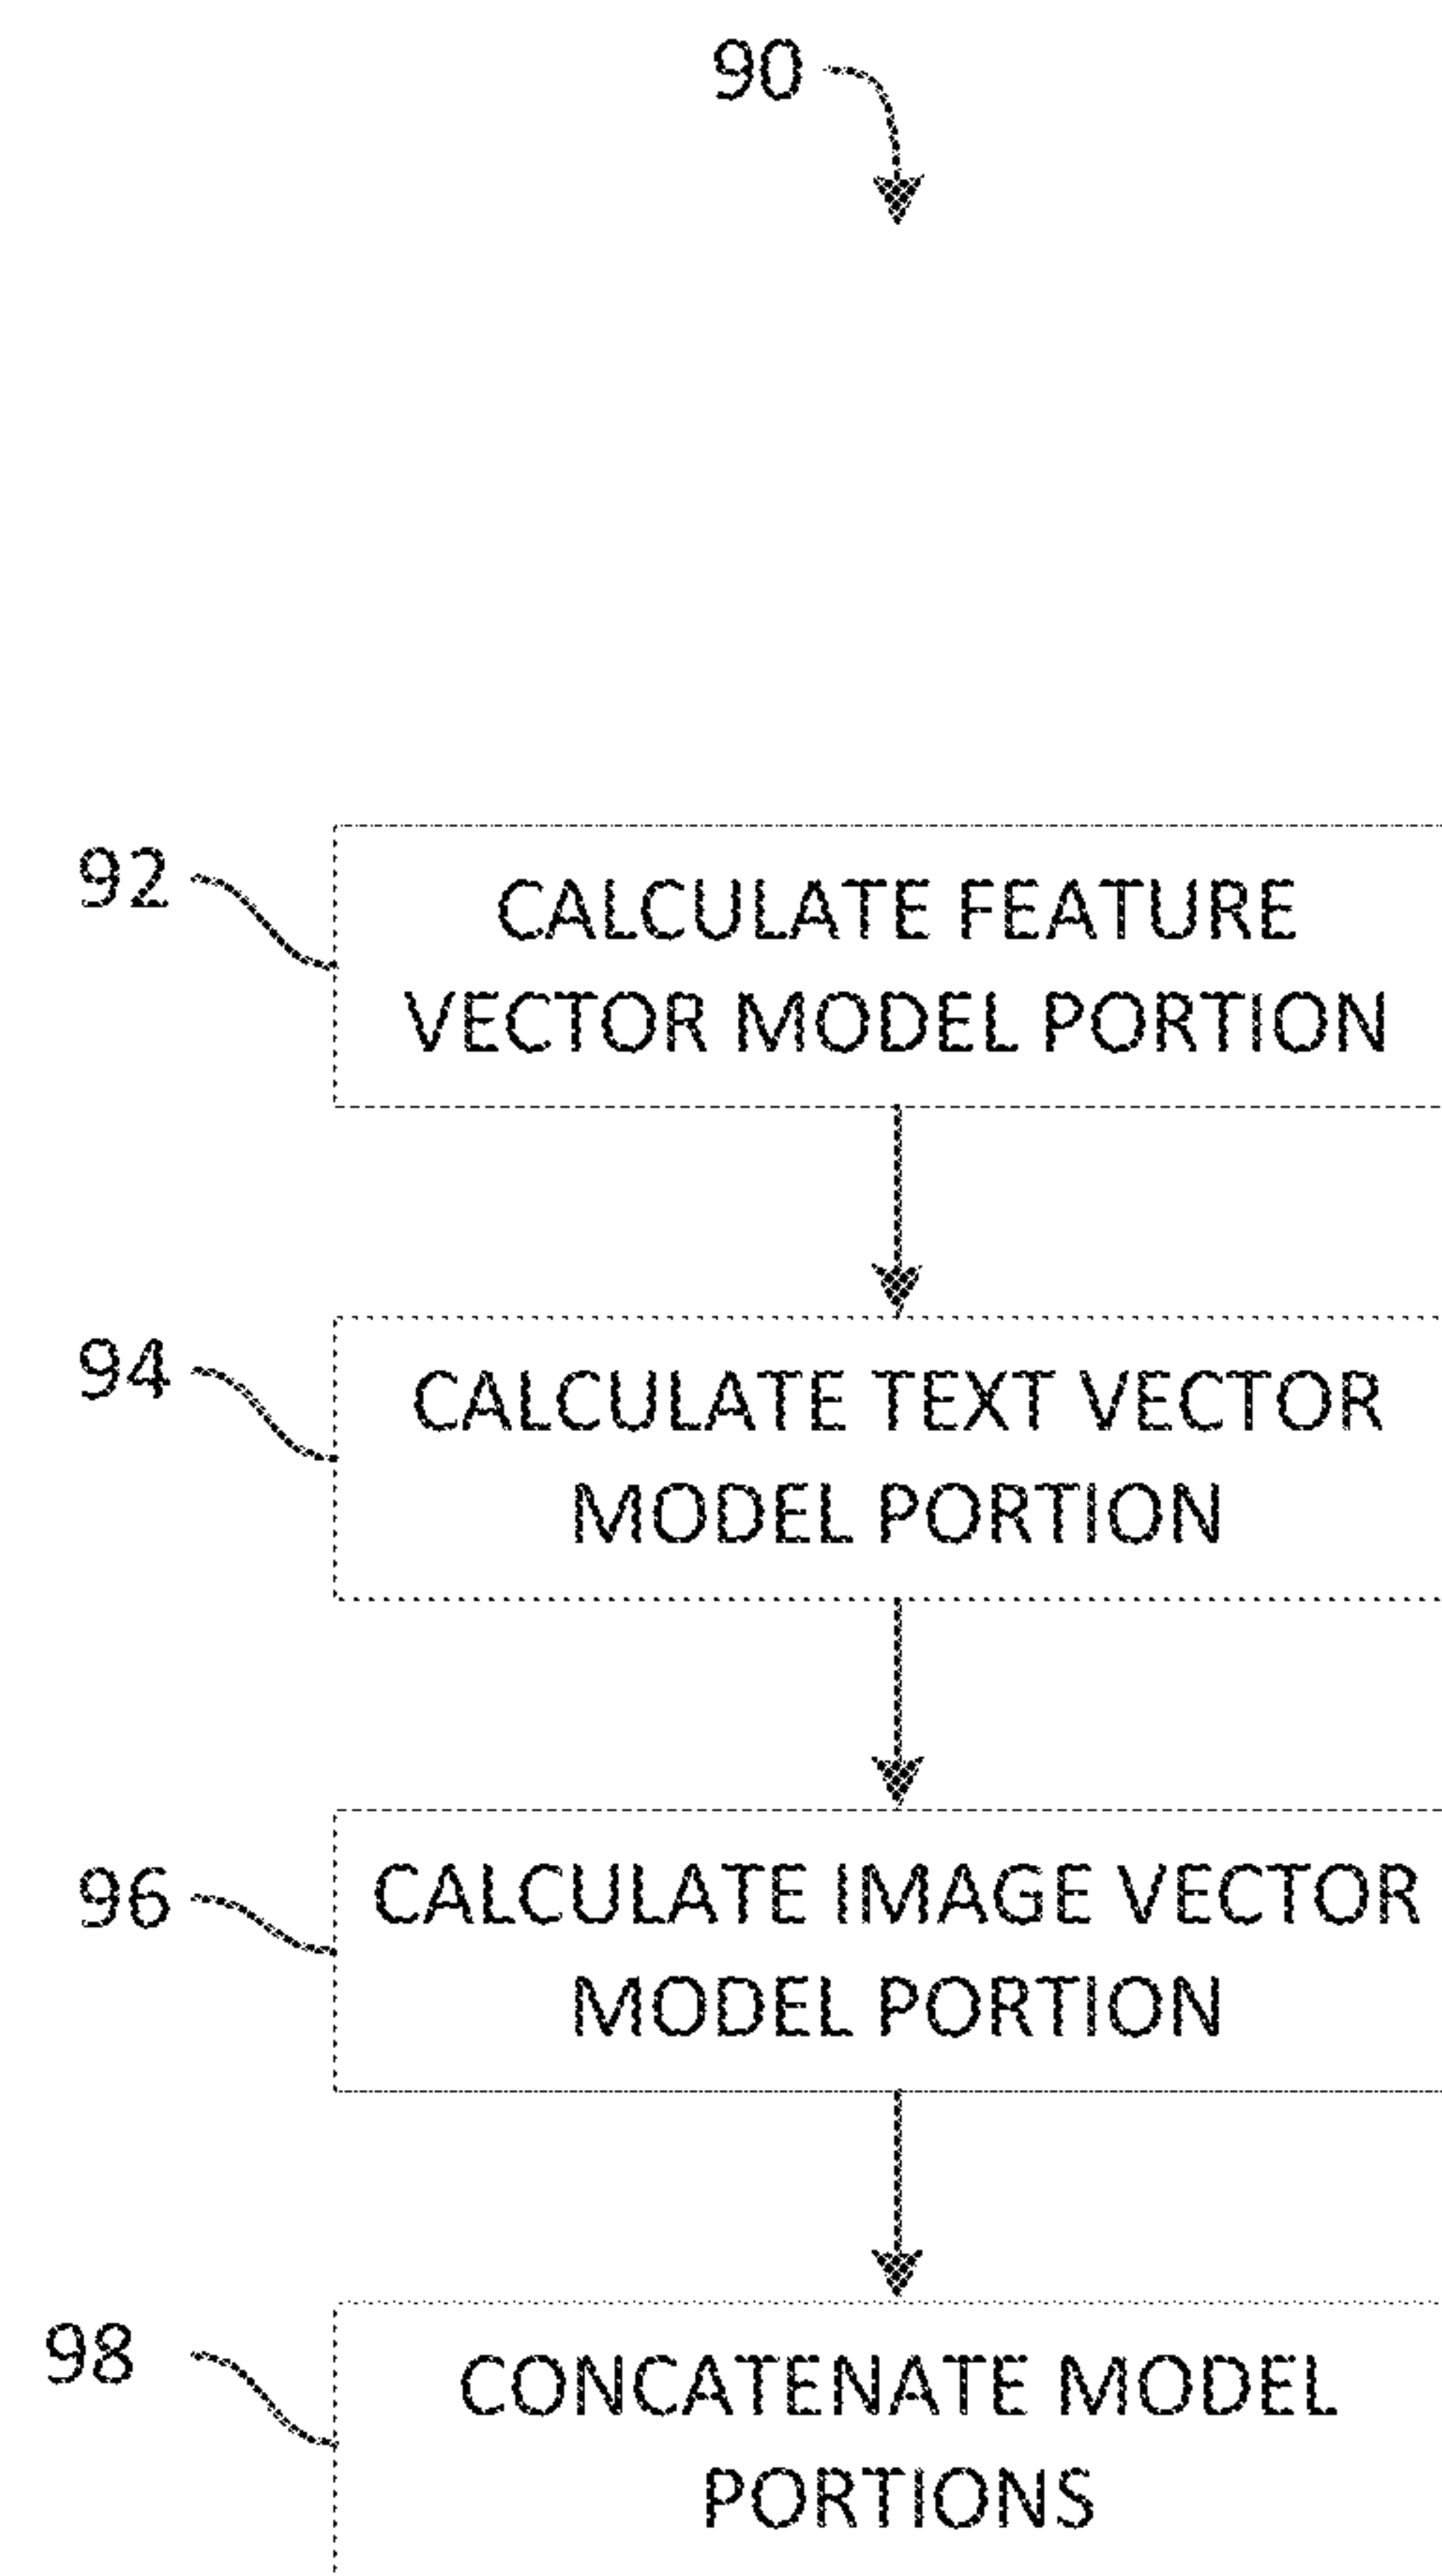 90
92
CALCULATE FEATURE
VECTOR MODEL PORTION
94
CALCULATE TEXT VECTOR
MODEL PORTION
96
CALCULATE IMAGE VECTOR
MODEL PORTION
98
CONCATENATE MODEL
PORTIONS